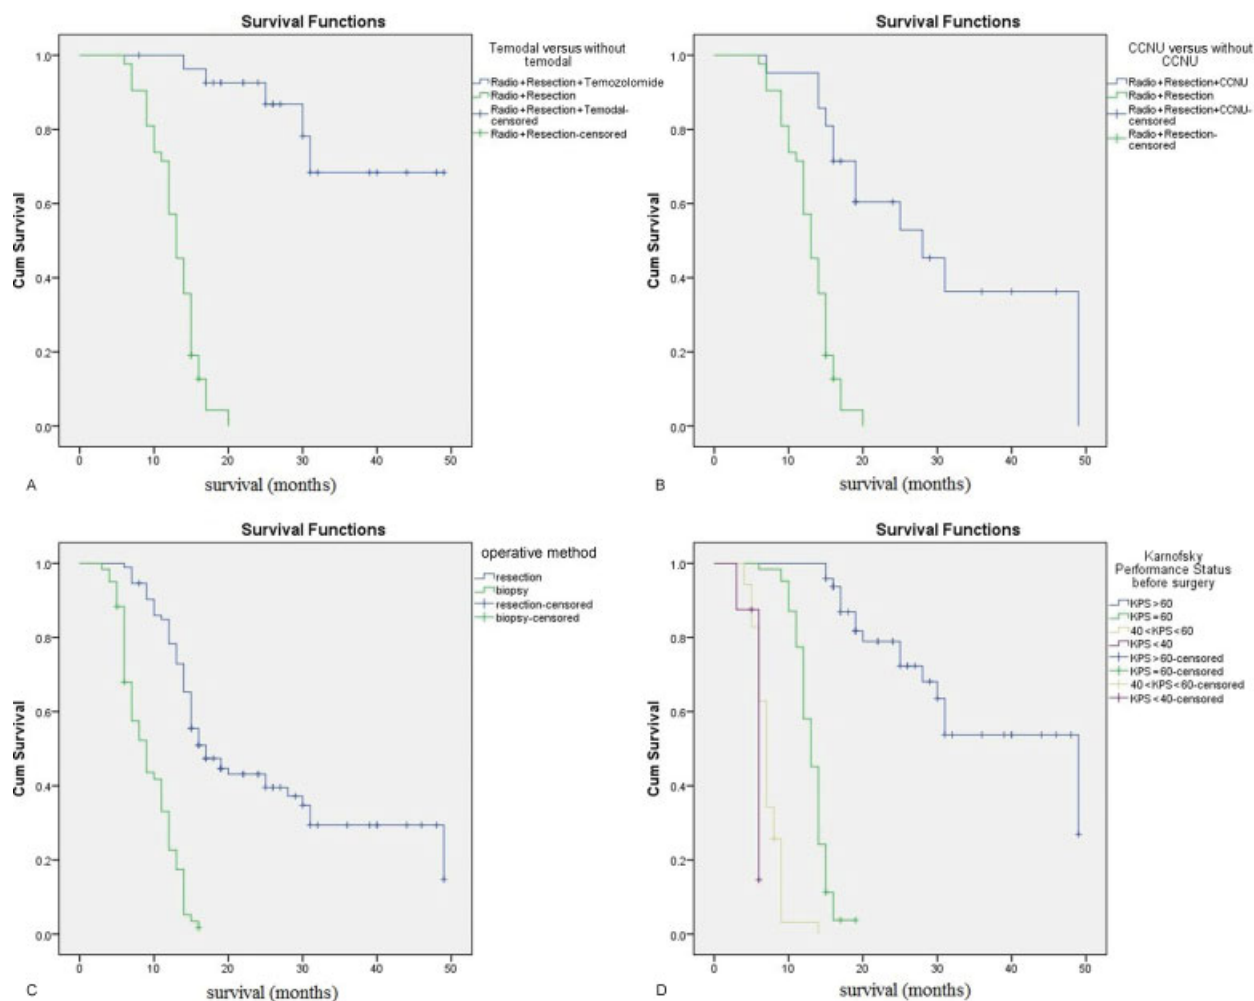 Survival Functions
Temodal versus without
temodal
Radio+Resection+Temozolomide
Radio+Resection
Radio+Resection+Temodal-
censored
Radio+Resection-censored
1.0
0.8
0.6
0.4
0.2
0.0
Cum Survival
0 10 20 30 40 50
A
survival (months)
Survival Functions
CCNU versus without
CCNU
Radio+Resection+CCNU
Radio+Resection
Radio+Resection+CCNU-
censored
Radio+Resection-
censored
1.0
0.8
0.6
0.4
0.2
0.0
Cum Survival
0 10 20 30 40 50
B
survival (months)
Survival Functions
operative method
resection
biopsy
resection-censored
biopsy-censored
1.0
0.8
0.6
0.4
0.2
0.0
Cum Survival
0 10 20 30 40 50
C
survival (months)
Survival Functions
Karnofsky
Performance Status
before surgery
KPS>60
KPS=60
40<KPS<60
KPS<40
KPS>60-censored
KPS=60-censored
40<KPS<60-censored
KPS<40-censored
1.0
0.8
0.6
0.4
0.2
0.0
Cum Survival
0 10 20 30 40 50
D
survival (months)